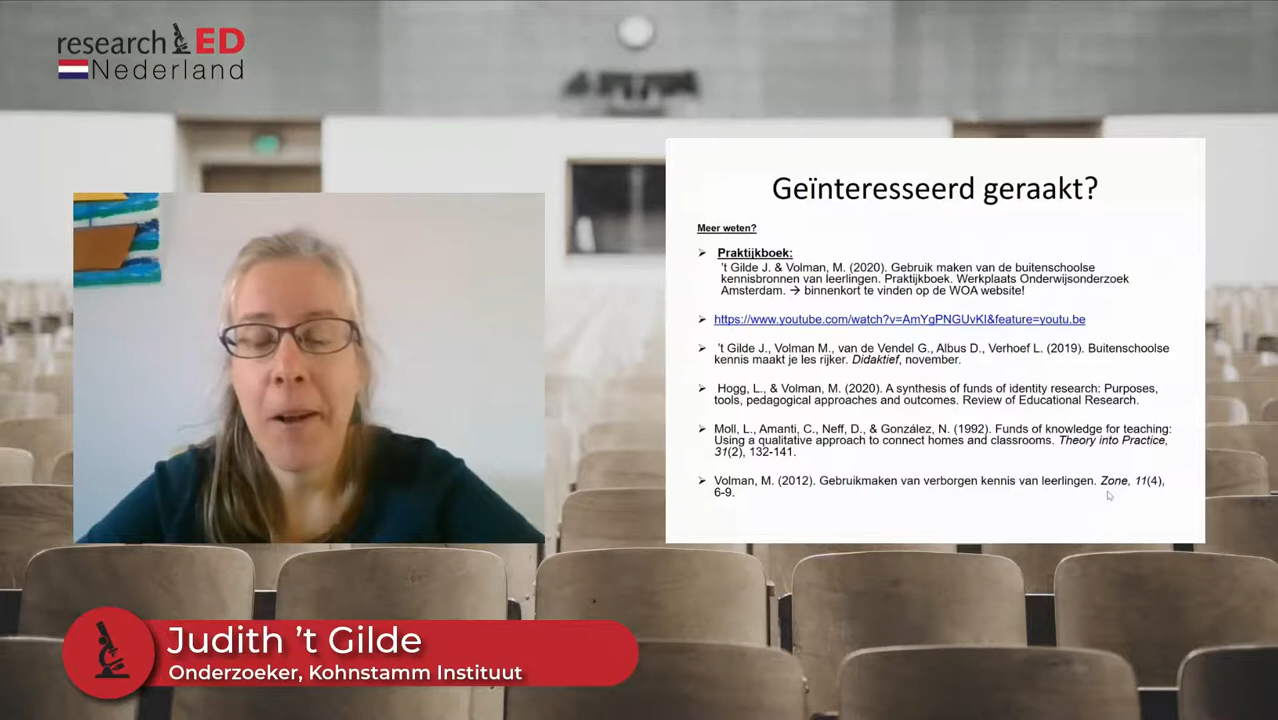 research ED
Nederland
Geïnteresseerd geraakt?
Meer weten?
➢ Praktijkboek:
't Gilde J. & Volman, M. (2020). Gebruik maken van de buitenschoolse
kennisbronnen van leerlingen. Praktijkboek. Werkplaats Onderwijsonderzoek
Amsterdam. → binnenkort te vinden op de WOA website!
➢ https://www.youtube.com/watch?v=AmYgPNGUvKI&feature=youtu.be
➢ 't Gilde J., Volman M., van de Vendel G., Albus D., Verhoef L. (2019). Buitenschoolse
kennis maakt je les rijker. Didaktief, november.
➢ Hogg, L., & Volman, M. (2020). A synthesis of funds of identity research: Purposes,
tools, pedagogical approaches and outcomes. Review of Educational Research.
➢ Moll, L., Amanti, C., Neff, D., & González, N. (1992). Funds of knowledge for teaching:
Using a qualitative approach to connect homes and classrooms. Theory into Practice,
31(2), 132-141.
➢ Volman, M. (2012). Gebruikmaken van verborgen kennis van leerlingen. Zone, 11(4),
6-9.
Judith ’t Gilde
Onderzoeker, Kohnstamm Instituut